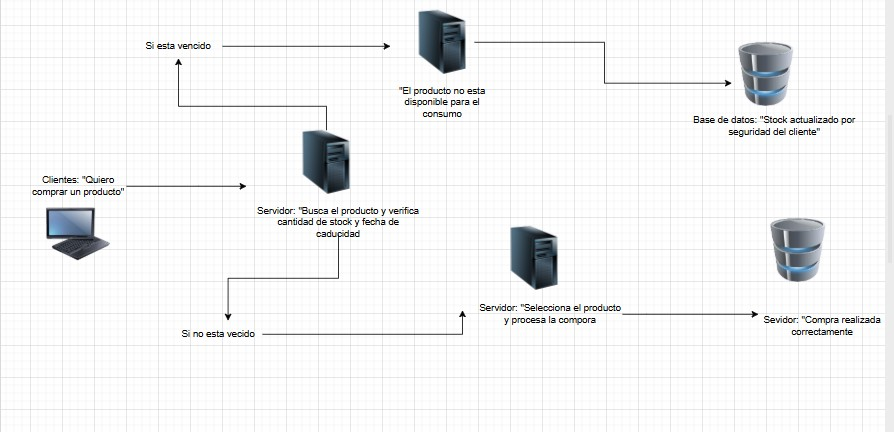 Si esta vencido
"El producto no esta
disponible para el
consumo
Base de datos: "Stock actualizado por
seguridad del cliente"
Clientes: "Quiero
comprar un producto"
Servidor: "Busca el producto y verifica
cantidad de stock y fecha de
caducidad
Si no esta vecido
Servidor: "Selecciona el producto
y procesa la compora
Sevidor: "Compra realizada
correctamente